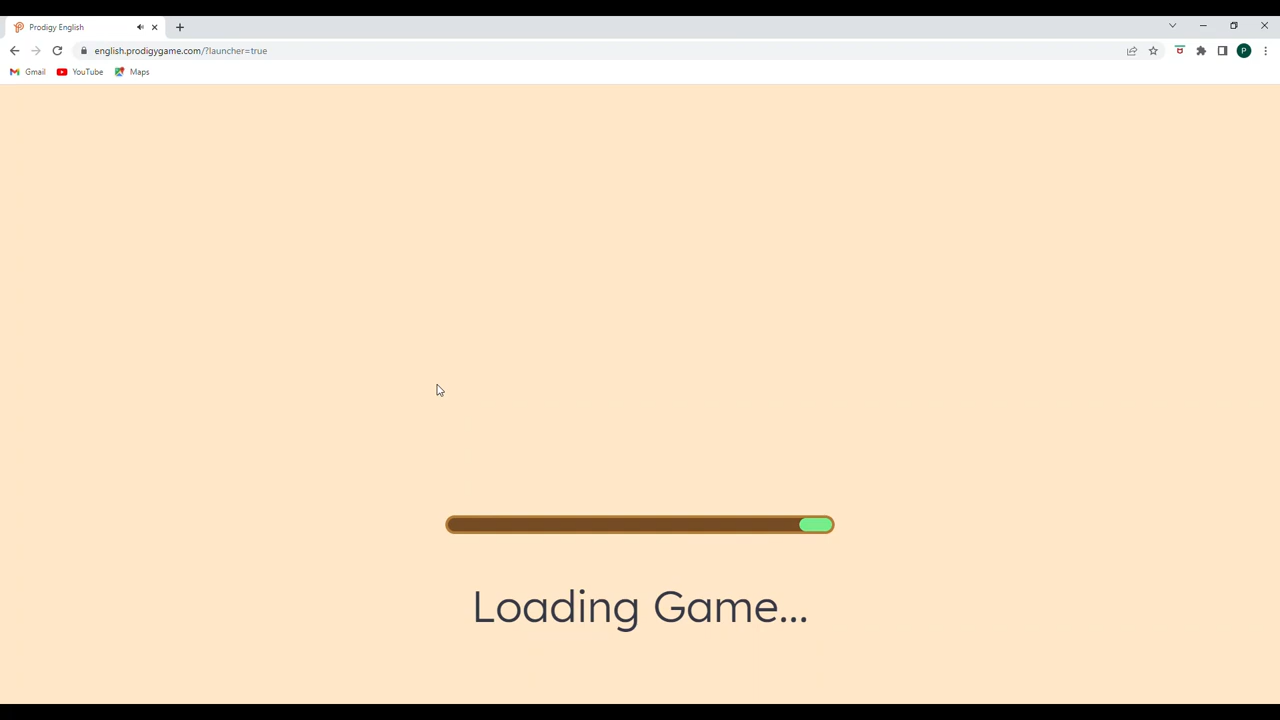 Prodigy English
english.prodigygame.com/?launcher=true
P
Gmail
YouTube
Maps
Loading Game...